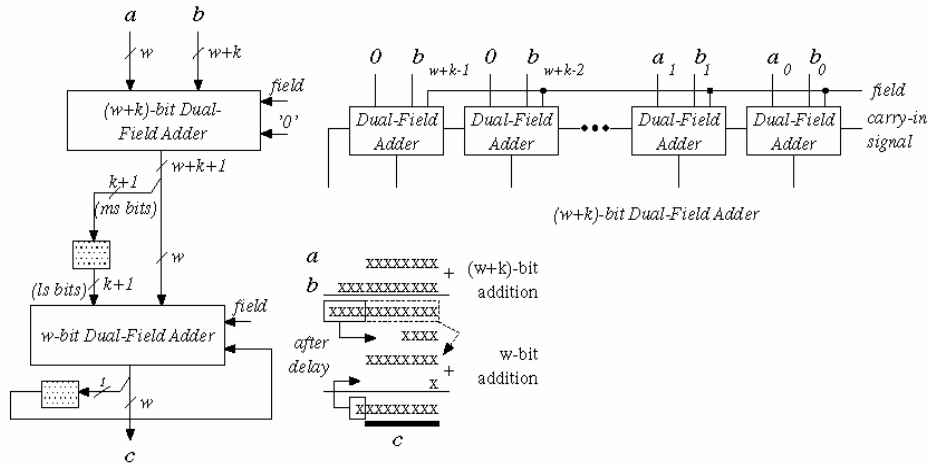 a b
w w+k
field
(w+k)-bit Dual-
Field Adder
'0'
w+k+1
k+1
(ms bits)
w
(ls bits) k+1
field
w-bit Dual-Field Adder
1
w
c
0 b w+k-1 0 b w+k-2 a 1 b 1 a 0 b 0
field
Dual-Field
Adder
Dual-Field
Adder
Dual-Field
Adder
Dual-Field
Adder
carry-in
signal
(w+k)-bit Dual-Field Adder
a xxxxxxxx
+ (w+k)-bit
addition
b xxxxxxxxxxx
xxxxxxxxxxxx
after
delay
xxxx
xxxxxxxx
+ w-bit
addition
x
xxxxxxxxx
c